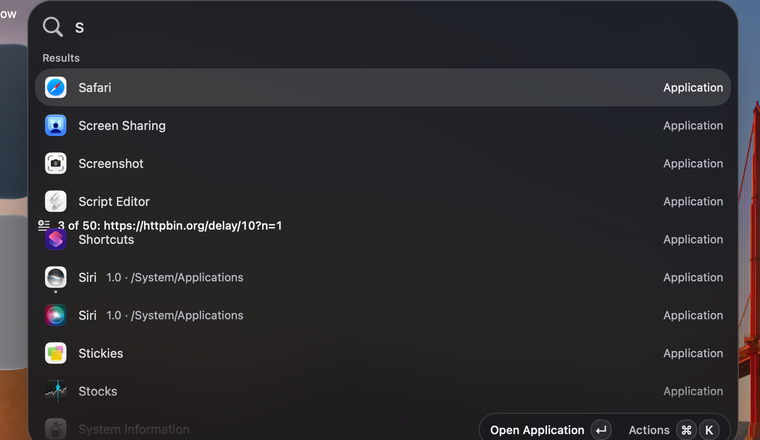 ow
S
Results
Safari Application
Screen Sharing Application
Screenshot Application
Script Editor Application
3 of 50: https://httpbin.org/delay/10?n=1
Shortcuts Application
Siri 1.0 · /System/Applications Application
Siri 1.0 · /System/Applications Application
Stickies Application
Stocks Application
System Information
Open Application ↵ Actions ⌘ K